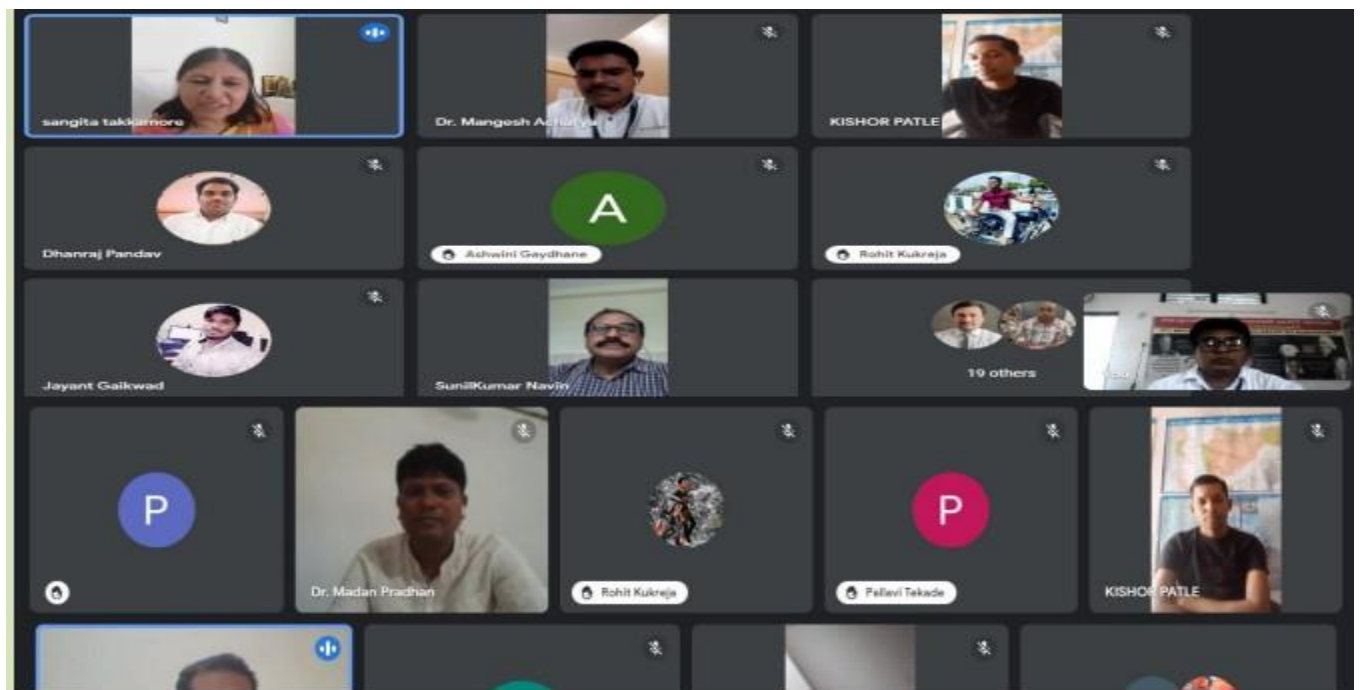 sangita takkamore
Dr. Mangesh Acharya
KISHOR PATLE
Dhanraj Pandav
A
Ashwini Gaydhane
Rohit Kukreja
Jayant Gaikwad
SunilKumar Navin
19 others
You
P
Dr. Madan Pradhan
Rohit Kukreja
P
Pallavi Tekade
KISHOR PATLE